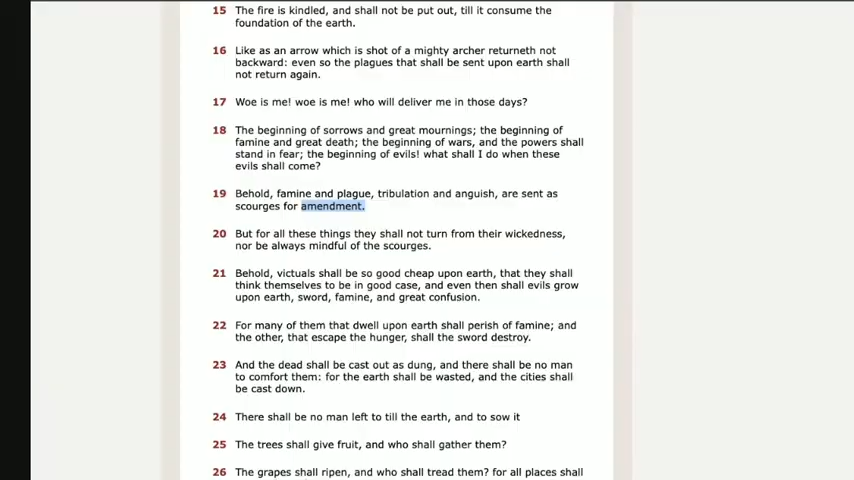 15 The fire is kindled, and shall not be put out, till it consume the
foundation of the earth.
16 Like as an arrow which is shot of a mighty archer returneth not
backward: even so the plagues that shall be sent upon earth shall
not return again.
17 Woe is me! woe is me! who will deliver me in those days?
18 The beginning of sorrows and great mournings; the beginning of
famine and great death; the beginning of wars, and the powers shall
stand in fear; the beginning of evils! what shall I do when these
evils shall come?
19 Behold, famine and plague, tribulation and anguish, are sent as
scourges for amendment.
20 But for all these things they shall not turn from their wickedness,
nor be always mindful of the scourges.
21 Behold, victuals shall be so good cheap upon earth, that they shall
think themselves to be in good case, and even then shall evils grow
upon earth, sword, famine, and great confusion.
22 For many of them that dwell upon earth shall perish of famine; and
the other, that escape the hunger, shall the sword destroy.
23 And the dead shall be cast out as dung, and there shall be no man
to comfort them: for the earth shall be wasted, and the cities shall
be cast down.
24 There shall be no man left to till the earth, and to sow it
25 The trees shall give fruit, and who shall gather them?
26 The grapes shall ripen, and who shall tread them? for all places shall